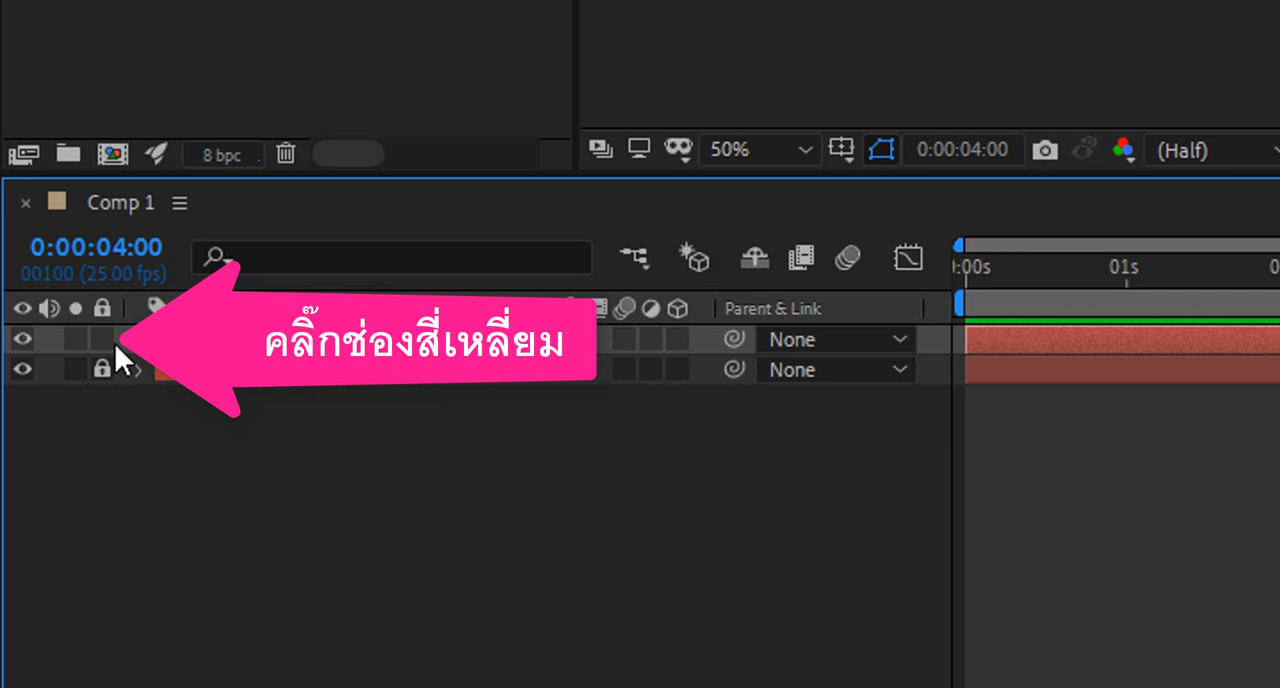 8 bpc
50%
0:00:04:00
(Half)
Comp 1
0:00:04:00
00100 (25.00 fps)
:00s
01s
0
Parent & Link
คลิ๊กช่องสี่เหลี่ยม
None
None